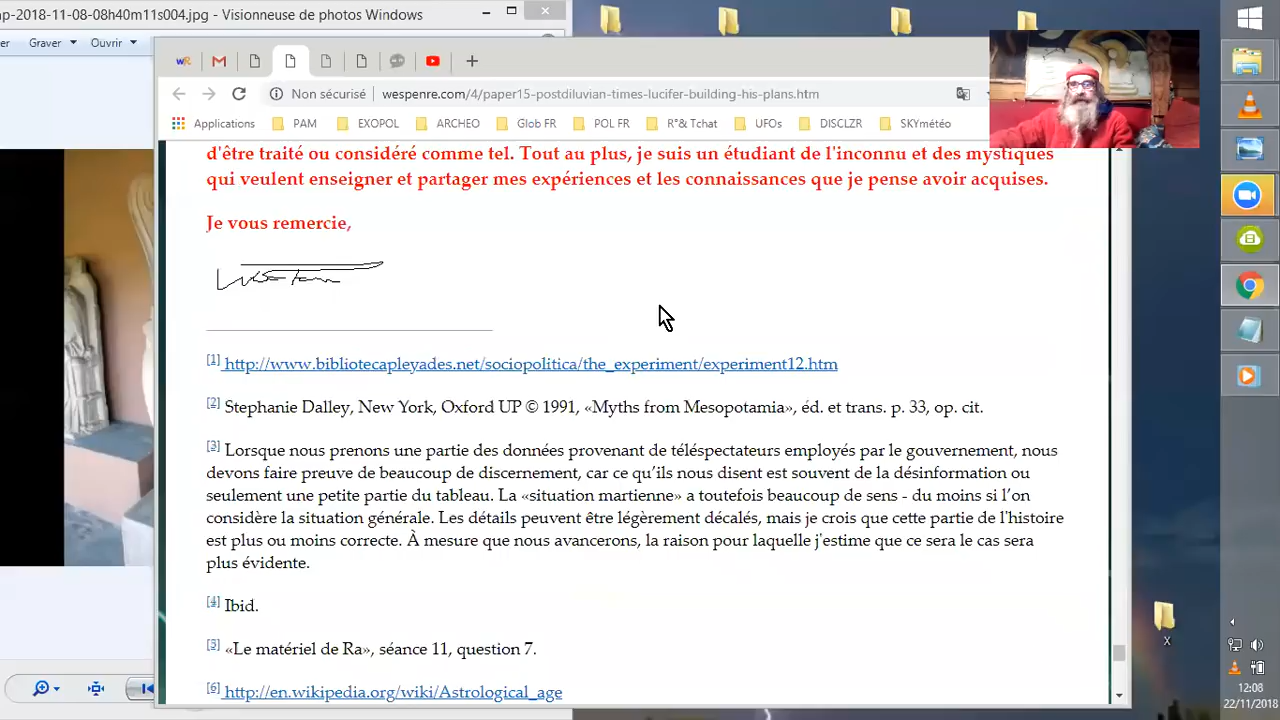 ap-2018-11-08-08h40m11s004.jpg - Visionneuse de photos Windows
Graver Ouvrir
Non sécurisé wespenre.com/4/paper15-postdiluvian-times-lucifer-building-his-plans.htm
Applications PAM EXOPOL ARCHEO Glob FR POL FR R°& Tchat UFOs DISCLZR SKYmétéo
d'être traité ou considéré comme tel. Tout au plus, je suis un étudiant de l'inconnu et des mystiques
qui veulent enseigner et partager mes expériences et les connaissances que je pense avoir acquises.
Je vous remercie,
[1] http://www.bibliotecapleyades.net/sociopolitica/the_experiment/experiment12.htm
[2] Stephanie Dalley, New York, Oxford UP © 1991, «Myths from Mesopotamia», éd. et trans. p. 33, op. cit.
[3] Lorsque nous prenons une partie des données provenant de téléspectateurs employés par le gouvernement, nous
devons faire preuve de beaucoup de discernement, car ce qu'ils nous disent est souvent de la désinformation ou
seulement une petite partie du tableau. La «situation martienne» a toutefois beaucoup de sens - du moins si l'on
considère la situation générale. Les détails peuvent être légèrement décalés, mais je crois que cette partie de l'histoire
est plus ou moins correcte. À mesure que nous avancerons, la raison pour laquelle j'estime que ce sera le cas sera
plus évidente.
[4] Ibid.
[5] «Le matériel de Ra», séance 11, question 7.
[6] http://en.wikipedia.org/wiki/Astrological_age
X
12:08
22/11/2018